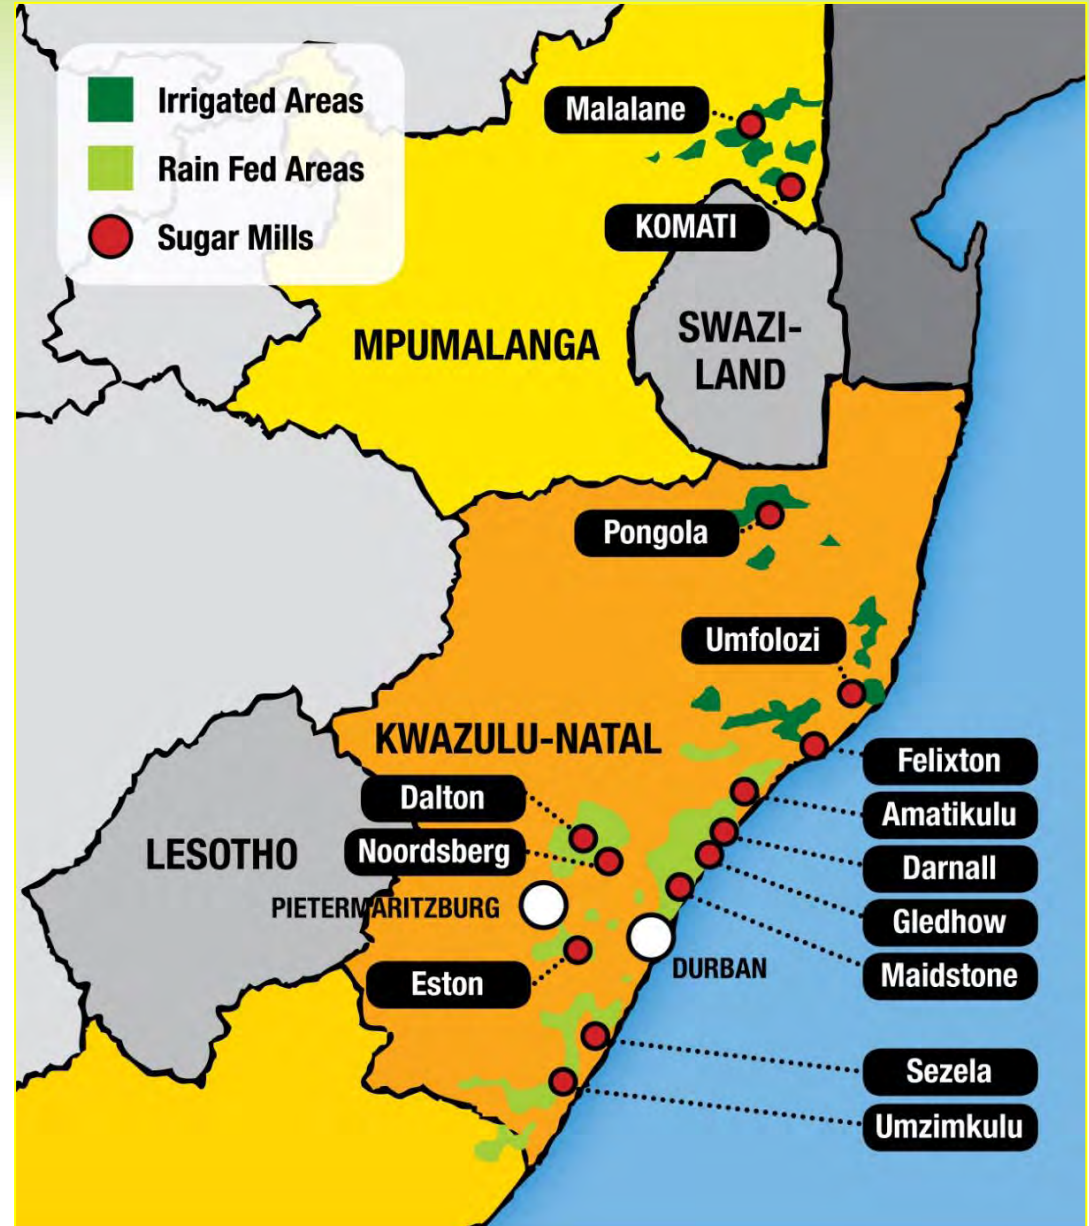 Irrigated Areas
Rain Fed Areas
Sugar Mills
Malalane
KOMATI
MPUMALANGA
SWAZI-
LAND
Pongola
Umfolozi
KWAZULU-NATAL
Felixton
Dalton
Amatikulu
Noordsberg
LESOTHO
Darnall
PIETERMARITZBURG
Gledhow
DURBAN
Maidstone
Eston
Sezela
Umzimkulu